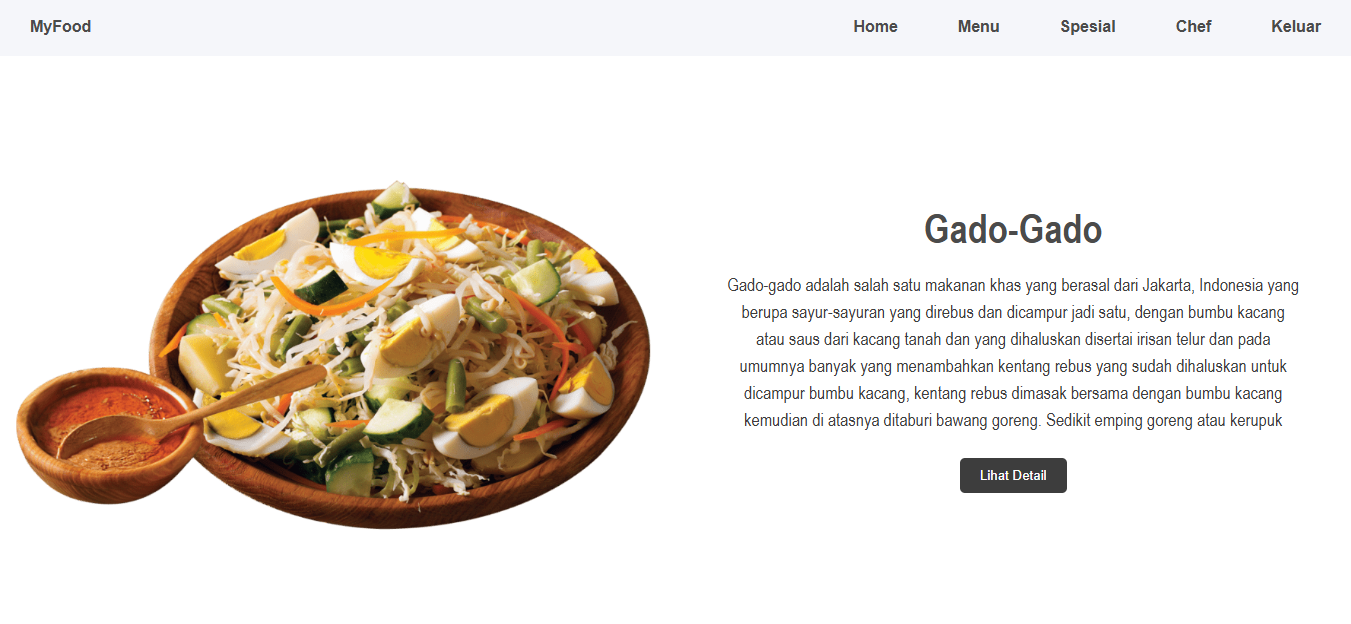 MyFood
Home Menu Spesial Chef Keluar
Gado-Gado
Gado-gado adalah salah satu makanan khas yang berasal dari Jakarta, Indonesia yang
berupa sayur-sayuran yang direbus dan dicampur jadi satu, dengan bumbu kacang
atau saus dari kacang tanah dan yang dihaluskan disertai irisan telur dan pada
umumnya banyak yang menambahkan kentang rebus yang sudah dihaluskan untuk
dicampur bumbu kacang, kentang rebus dimasak bersama dengan bumbu kacang
kemudian di atasnya ditaburi bawang goreng. Sedikit emping goreng atau kerupuk
Lihat Detail